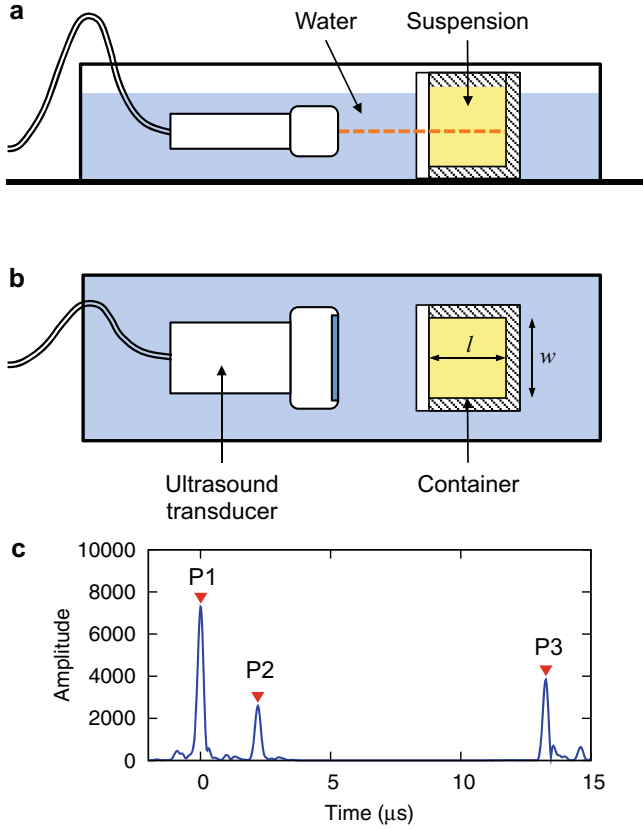 a
Water
Suspension
b
l
w
Ultrasound
transducer
Container
c
10000
8000
6000
4000
2000
0
Amplitude
P1
P2
P3
0
5
10
15
Time (μs)